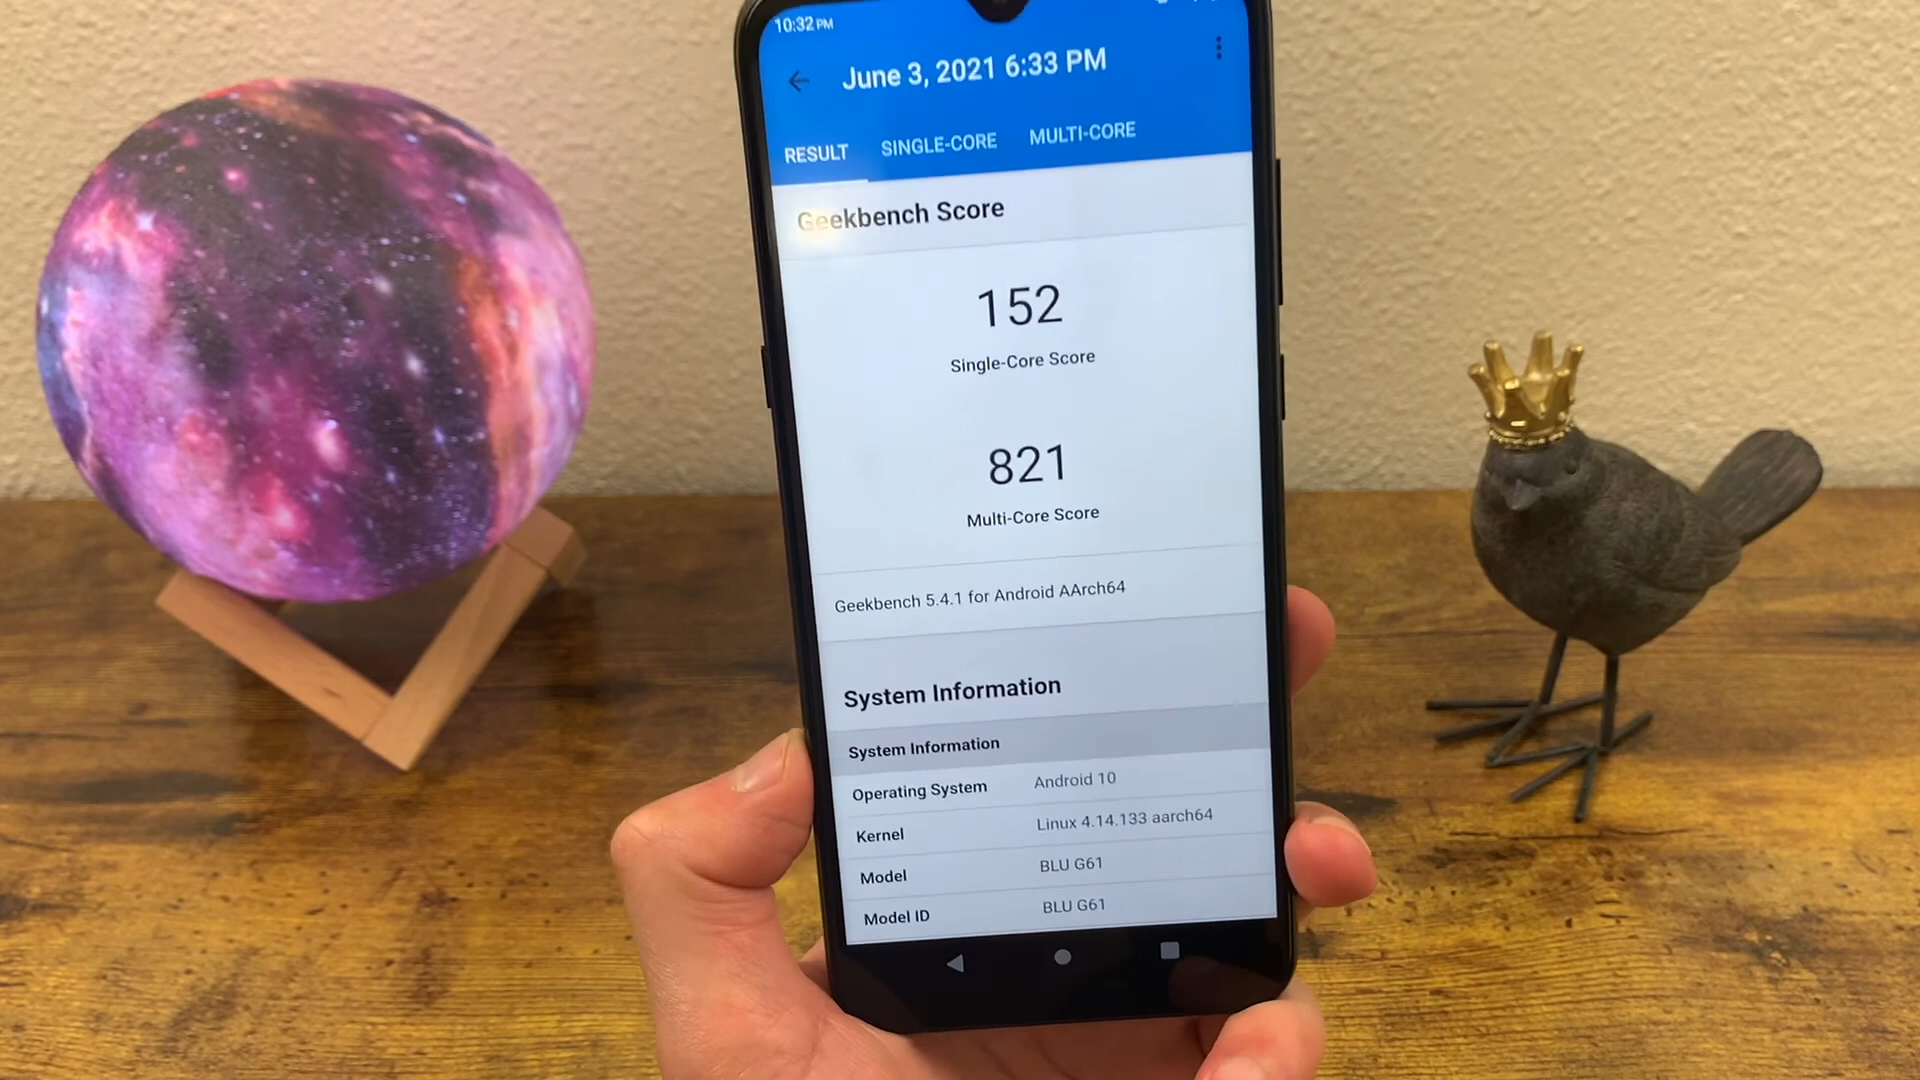 10:32 PM
June 3, 2021 6:33 PM
RESULT SINGLE-CORE MULTI-CORE
Geekbench Score
152
Single-Core Score
821
Multi-Core Score
Geekbench 5.4.1 for Android AArch64
System Information
System Information
Operating System Android 10
Kernel Linux 4.14.133 aarch64
Model BLU G61
Model ID BLU G61